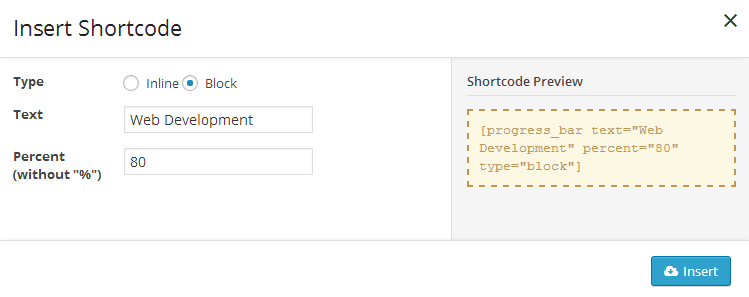 Insert Shortcode
Type
Inline
Block
Text
Web Development
Percent
(without "%")
80
Shortcode Preview
[progress_bar text="Web
Development" percent="80"
type="block"]
Insert